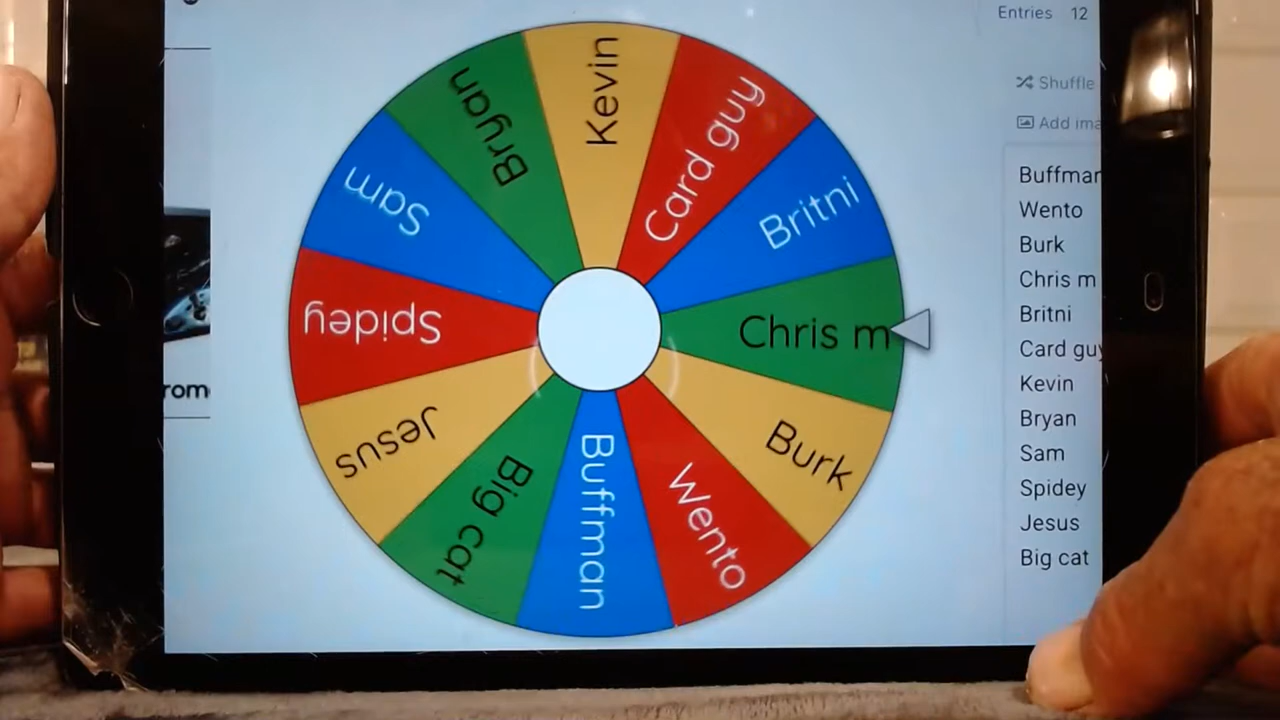 Entries 12
Shuffle
Add ima
Buffman
Wento
Burk
Chris m
Britni
Card guy
Kevin
Bryan
Sam
Spidey
Jesus
Big cat
Kevin
Card guy
Britni
Chris m
Burk
Wento
Buffman
Big cat
Jesus
Spidey
Sam
Bryan
rom